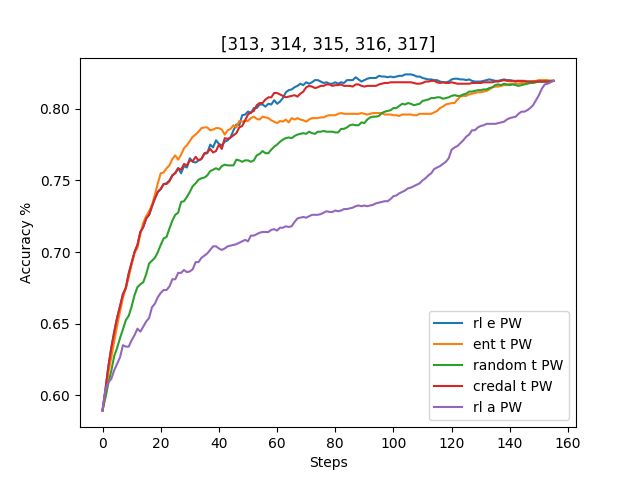 [313, 314, 315, 316, 317]
Accuracy %
0.80
0.75
0.70
0.65
0.60
rl e PW
ent t PW
random t PW
credal t PW
rl a PW
0 20 40 60 80 100 120 140 160
Steps